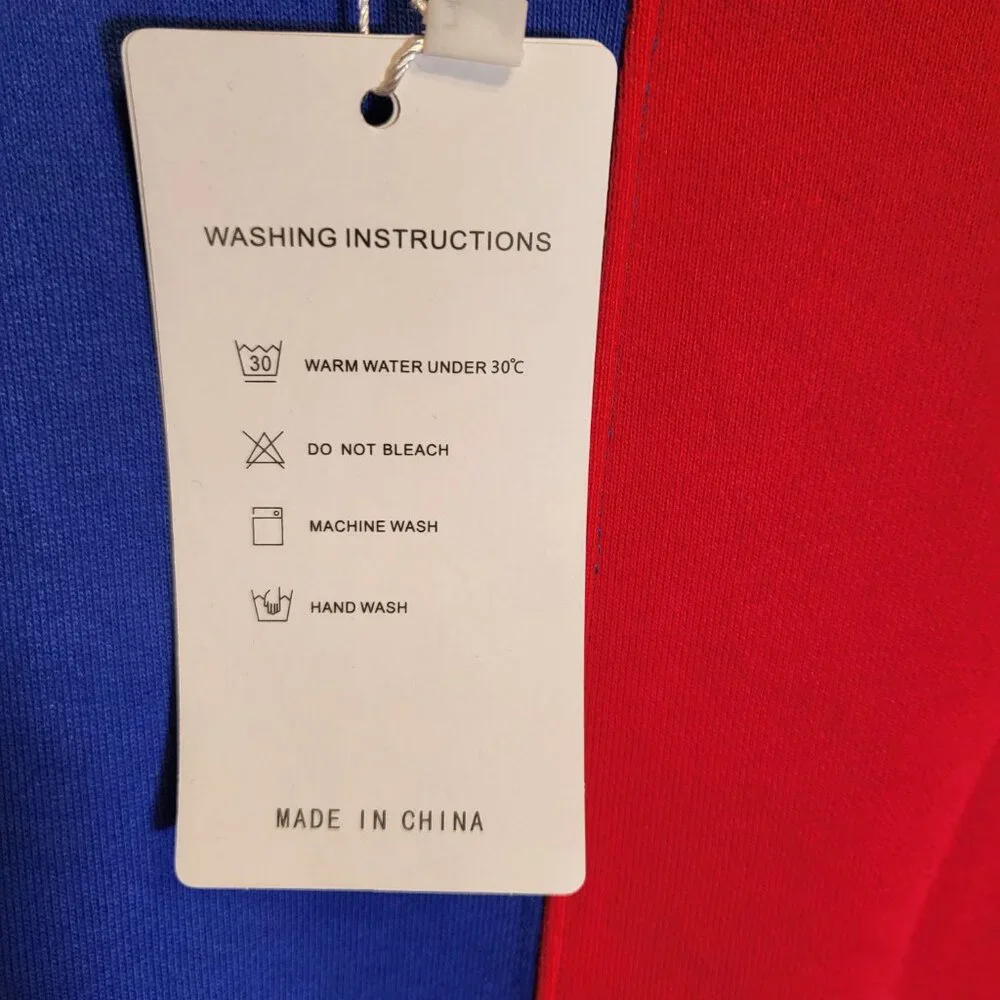 WASHING INSTRUCTIONS
30 WARM WATER UNDER 30℃
DO NOT BLEACH
MACHINE WASH
HAND WASH
MADE IN CHINA